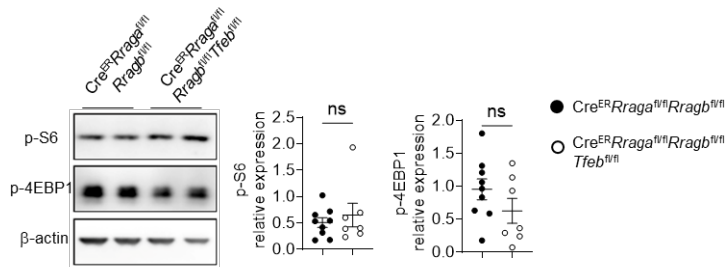 Cre^ER Rraga^fl/fl
Rragb^fl/fl
Cre^ER Rraga^fl/fl
Rragb^fl/fl Tfeb^fl/fl
p-S6
p-4EBP1
β-actin
ns
p-S6
relative expression
2.5
2.0
1.5
1.0
0.5
0.0
ns
p-4EBP1
relative expression
2.0
1.5
1.0
0.5
0.0
Cre^ER Rraga^fl/fl Rragb^fl/fl
Cre^ER Rraga^fl/fl Rragb^fl/fl
Tfeb^fl/fl